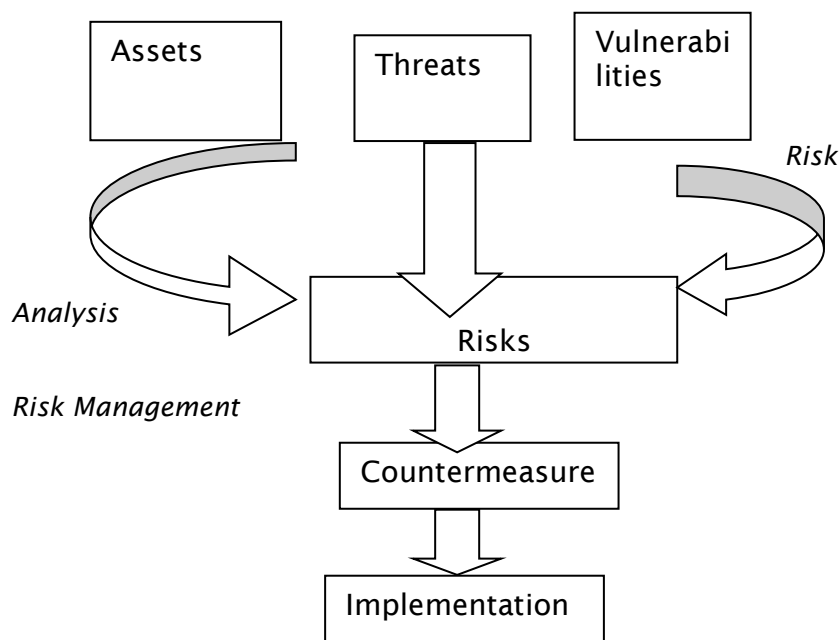 Assets
Threats
Vulnerabi
lities
Risk
Analysis
Risks
Risk Management
Countermeasure
Implementation